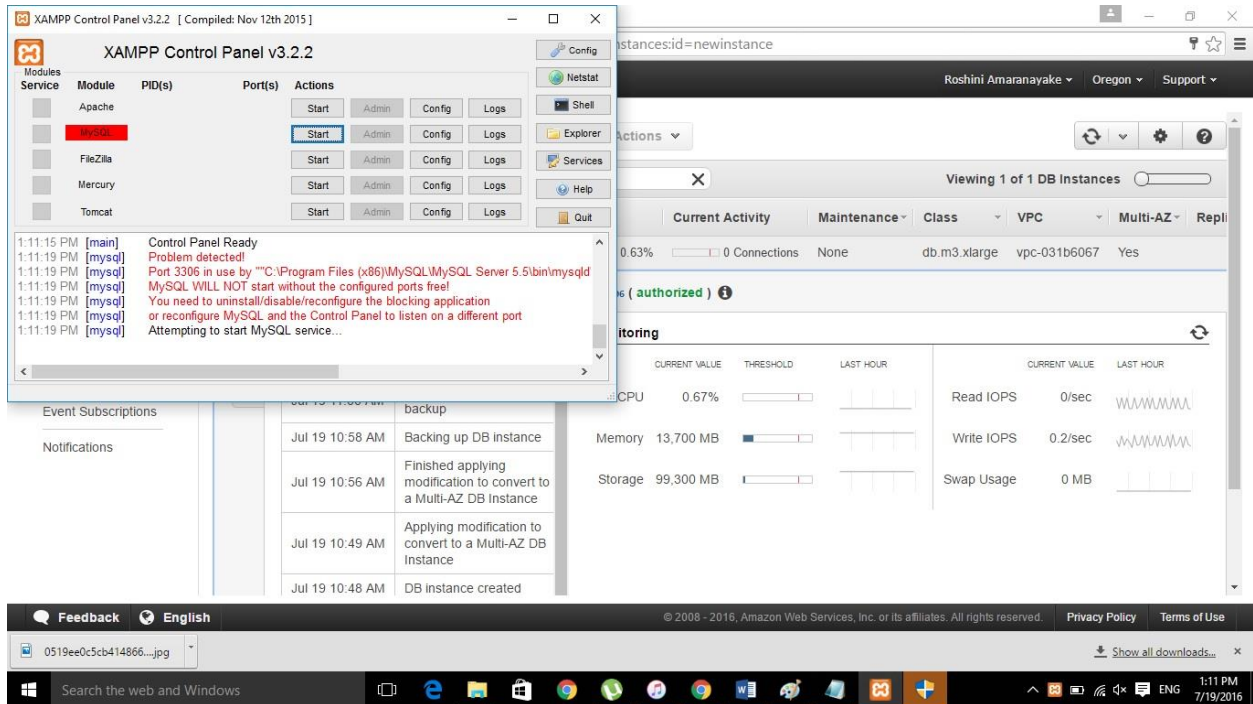 XAMPP Control Panel v3.2.2 [ Compiled: Nov 12th 2015 ]
XAMPP Control Panel v3.2.2
Config
Modules
Service Module PID(s) Port(s) Actions
Netstat
Apache Start Admin Config Logs
Shell
MySQL Start Admin Config Logs
Explorer
FileZilla Start Admin Config Logs
Services
Mercury Start Admin Config Logs
Help
Tomcat Start Admin Config Logs
Quit
1:11:15 PM [main] Control Panel Ready
1:11:19 PM [mysql] Problem detected!
1:11:19 PM [mysql] Port 3306 in use by ""C:\Program Files (x86)\MySQL\MySQL Server 5.5\bin\mysqld
1:11:19 PM [mysql] MySQL WILL NOT start without the configured ports free!
1:11:19 PM [mysql] You need to uninstall/disable/reconfigure the blocking application
1:11:19 PM [mysql] or reconfigure MySQL and the Control Panel to listen on a different port
1:11:19 PM [mysql] Attempting to start MySQL service...
nstances:id=newinstance
Roshini Amaranayake Oregon Support
Actions
Viewing 1 of 1 DB Instances
Current Activity Maintenance Class VPC Multi-AZ Repli
0.63% 0 Connections None db.m3.xlarge vpc-031b6067 Yes
( authorized )
itoring
CURRENT VALUE THRESHOLD LAST HOUR CURRENT VALUE LAST HOUR
CPU 0.67% Read IOPS 0/sec
Memory 13,700 MB Write IOPS 0.2/sec
Storage 99,300 MB Swap Usage 0 MB
Event Subscriptions
Notifications
backup
Jul 19 10:58 AM Backing up DB instance
Jul 19 10:56 AM Finished applying
modification to convert to
a Multi-AZ DB Instance
Jul 19 10:49 AM Applying modification to
convert to a Multi-AZ DB
Instance
Jul 19 10:48 AM DB instance created
Feedback English
© 2008 - 2016, Amazon Web Services, Inc. or its affiliates. All rights reserved. Privacy Policy Terms of Use
0519ee0c5cb414866....jpg
Show all downloads...
Search the web and Windows
ENG
1:11 PM
7/19/2016